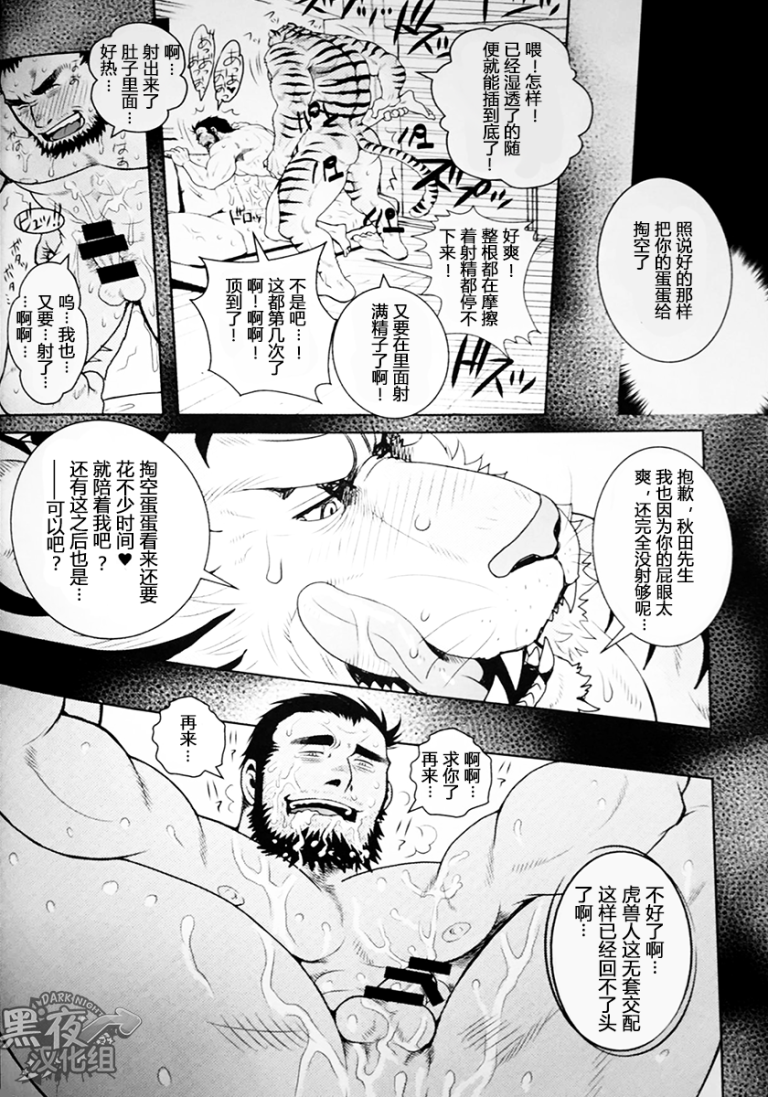 照说好的那样
把你的蛋蛋给
掏空了
喂！怎样！
已经湿透了的随
便就能插到底了！
好爽！
整根都在摩擦
着射精都停不
下来！
又要在里面射
满精子了啊！
不是吧…！
这都第几次了
啊！啊！啊！
顶到了！
啊…
射出来了
肚子里面…
好热…
呜…我也…
又要…射了…
…啊啊…
抱歉，秋田先生
我也因为你的屁眼太
爽，还完全没射够呢…
掏空蛋蛋看来还要
花不少时间♥
就陪着我吧？
还有这之后也是…
——可以吧？
啊啊…
求你了
再来…
再来…
不好了啊…
虎兽人这无套交配
这样已经回不了头
了啊…
DARK NIGHT
黑夜
汉化组